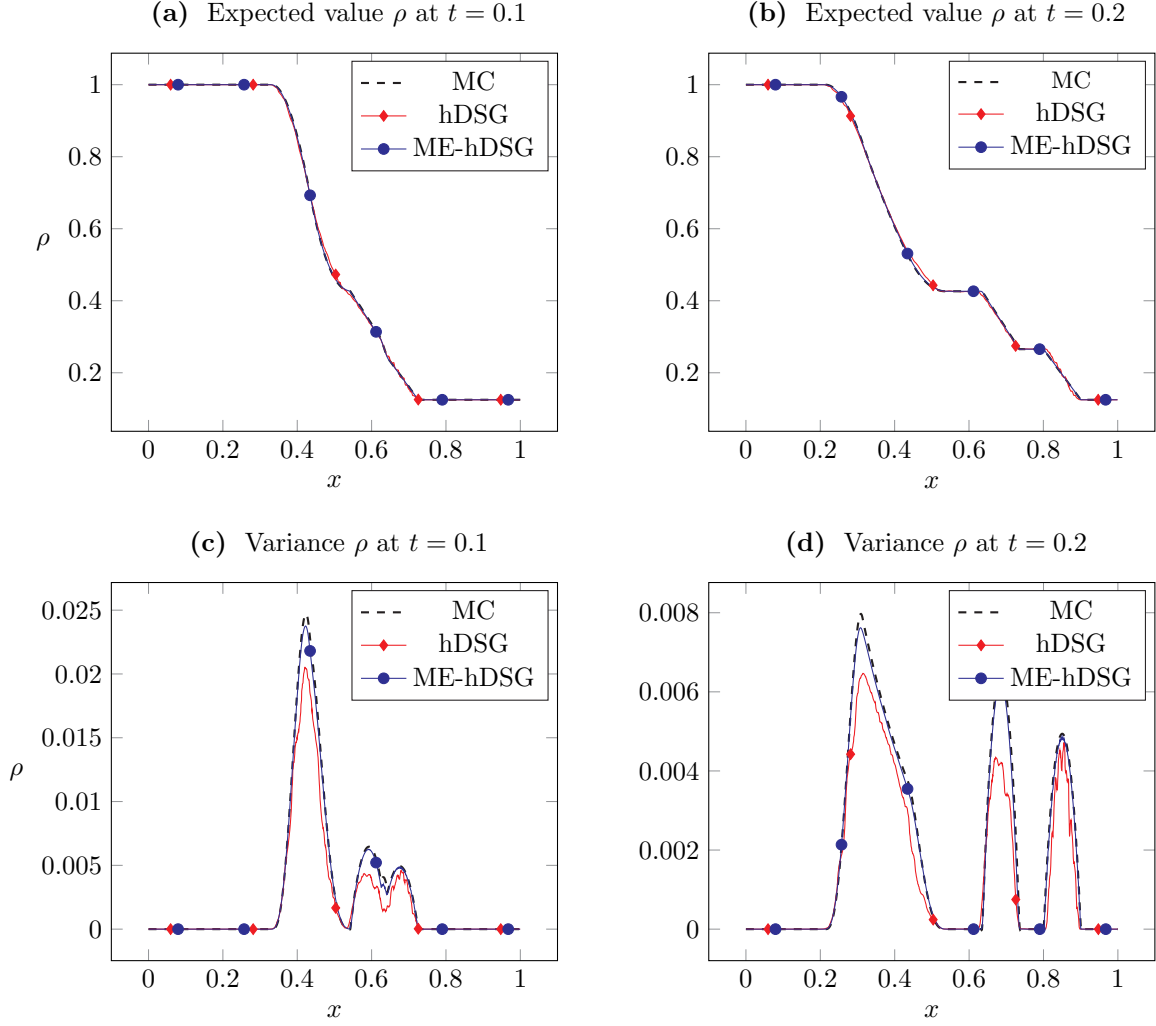 (a) Expected value ρ at t = 0.1
1
0.8
0.6
0.4
0.2
ρ
0 0.2 0.4 0.6 0.8 1
x
MC
hDSG
ME-hDSG
(b) Expected value ρ at t = 0.2
1
0.8
0.6
0.4
0.2
0 0.2 0.4 0.6 0.8 1
x
MC
hDSG
ME-hDSG
(c) Variance ρ at t = 0.1
0.025
0.02
0.015
0.01
0.005
0
ρ
0 0.2 0.4 0.6 0.8 1
x
MC
hDSG
ME-hDSG
(d) Variance ρ at t = 0.2
0.008
0.006
0.004
0.002
0
0 0.2 0.4 0.6 0.8 1
x
MC
hDSG
ME-hDSG